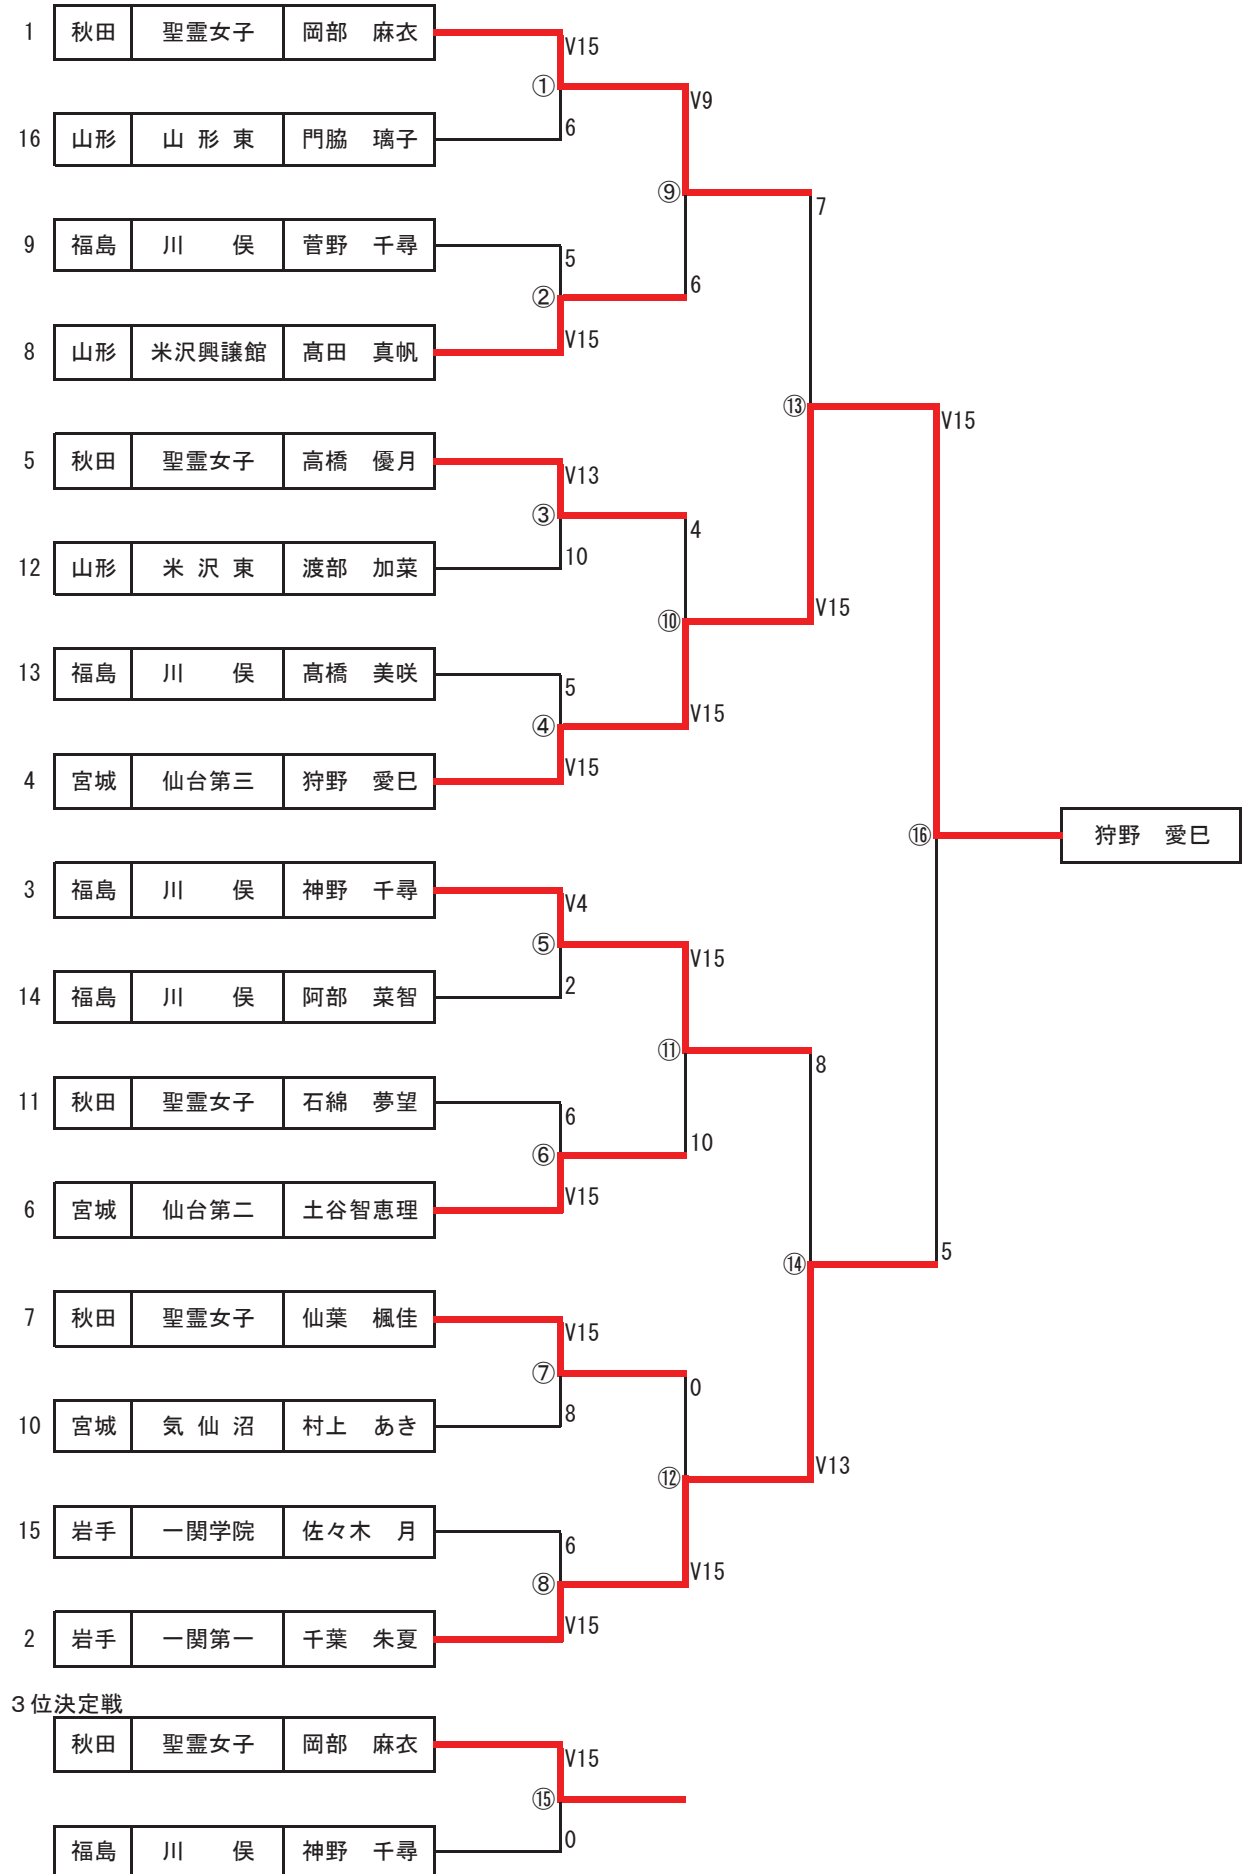 1 秋田 聖霊女子 岡部 麻衣
V15
①
V9
6
16 山形 山形東 門脇 璃子
⑨
7
9 福島 川俣 菅野 千尋
5
②
6
V15
8 山形 米沢興譲館 髙田 真帆
⑬
V15
5 秋田 聖霊女子 高橋 優月
V13
③
4
10
12 山形 米沢東 渡部 加菜
V15
⑩
13 福島 川俣 髙橋 美咲
5
V15
④
V15
4 宮城 仙台第三 狩野 愛巳
⑯ 狩野 愛巳
3 福島 川俣 神野 千尋
V4
⑤
V15
2
14 福島 川俣 阿部 菜智
⑪
8
11 秋田 聖霊女子 石綿 夢望
6
10
⑥
V15
6 宮城 仙台第二 土谷智恵理
5
⑭
7 秋田 聖霊女子 仙葉 楓佳
V15
⑦
0
8
10 宮城 気仙沼 村上 あき
V13
⑫
15 岩手 一関学院 佐々木 月
6
V15
⑧
V15
2 岩手 一関第一 千葉 朱夏
３位決定戦
秋田 聖霊女子 岡部 麻衣
V15
⑮
0
福島 川俣 神野 千尋